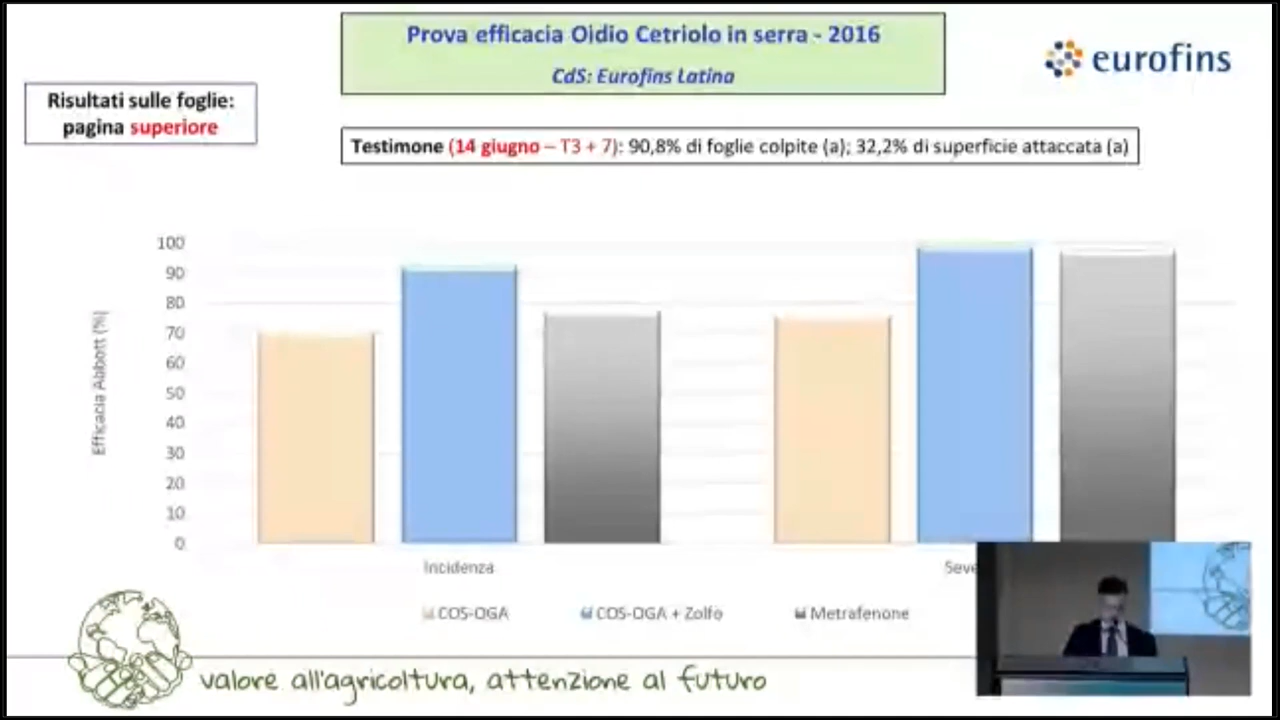 Prova efficacia Oidio Cetriolo in serra - 2016
CdS: Eurofins Latina
eurofins
Risultati sulle foglie:
pagina superiore
Testimone (14 giugno – T3 + 7): 90,8% di foglie colpite (a); 32,2% di superficie attaccata (a)
Efficacia Abbott (%)
100
90
80
70
60
50
40
30
20
10
0
Incidenza
Seve
COS-OGA
COS-OGA + Zolfo
Metrafenone
valore all'agricoltura, attenzione al futuro